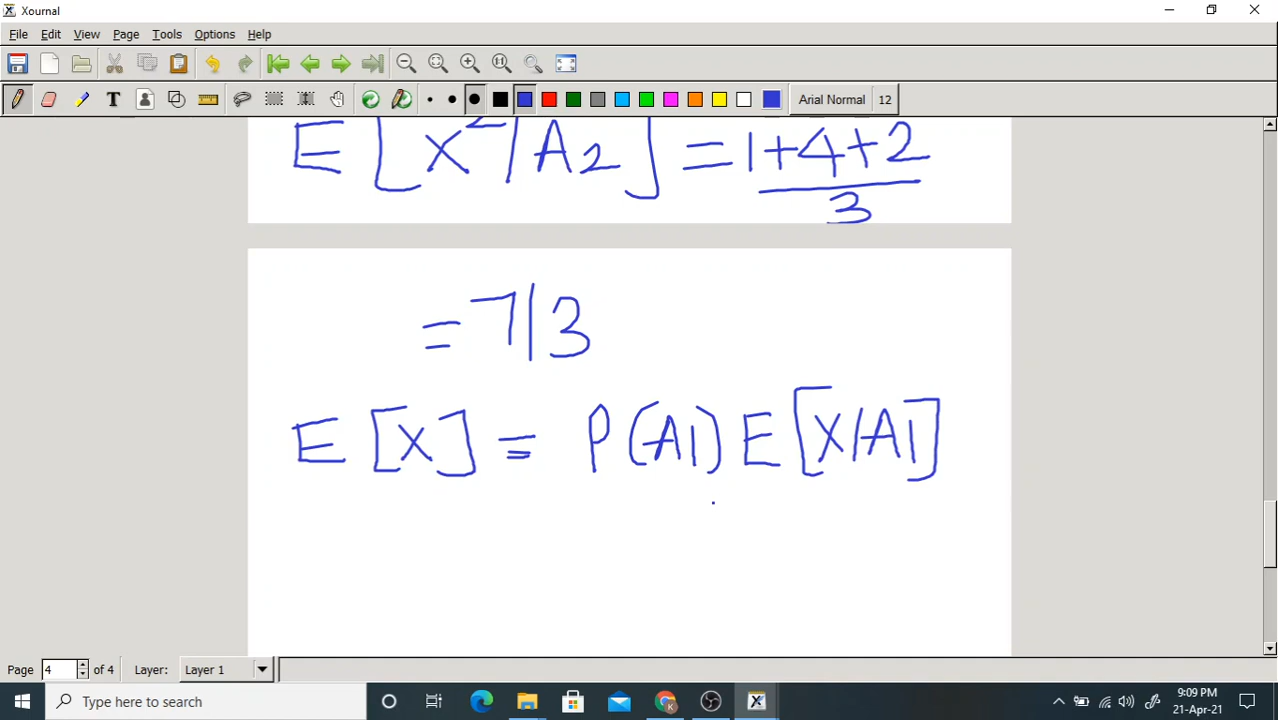 Xournal
File Edit View Page Tools Options Help
T Arial Normal 12
E[X²|A2] = 1+4+2
3
= 7|3
E[X] = P(A1) E[X|A1]
Page 4 of 4 Layer: Layer 1
Type here to search
9:09 PM
21-Apr-21